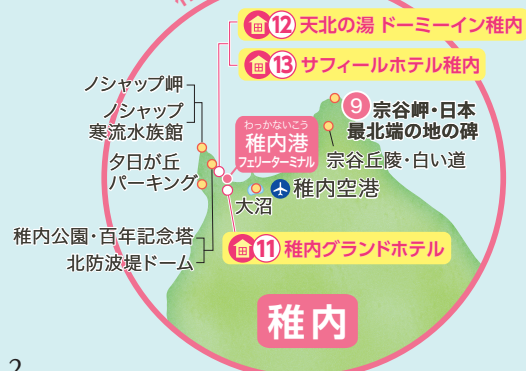 ⑫ 天北の湯 ドーミーイン稚内
⑬ サフィールホテル稚内
ノシャップ岬
ノシャップ
寒流水族館
夕日が丘
パーキング
わっかないこう
稚内港
フェリーターミナル
⑨ 宗谷岬・日本
最北端の地の碑
宗谷丘陵・白い道
稚内空港
大沼
稚内公園・百年記念塔
北防波堤ドーム
⑪ 稚内グランドホテル
稚内
2